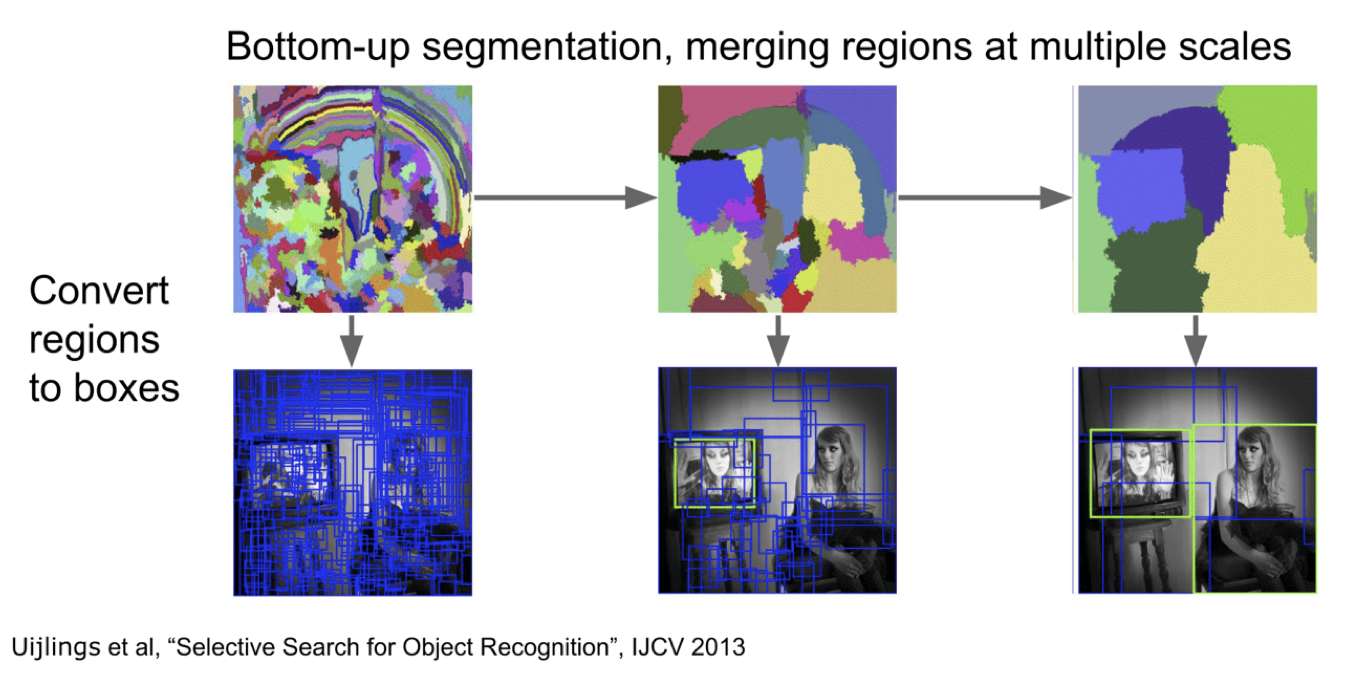 Bottom-up segmentation, merging regions at multiple scales
Convert
regions
to boxes
Uijlings et al, “Selective Search for Object Recognition”, IJCV 2013